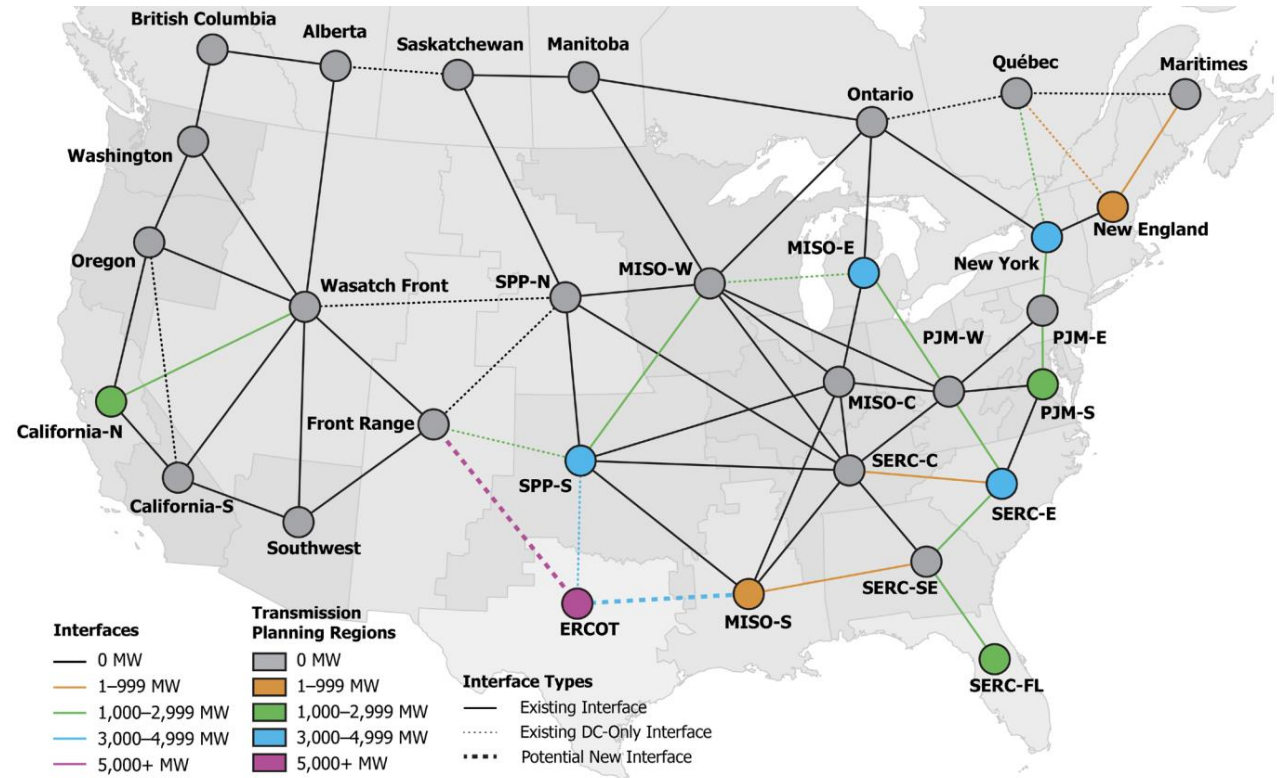 British Columbia
Alberta
Saskatchewan
Manitoba
Québec
Maritimes
Ontario
Washington
New England
Oregon
MISO-E
New York
Wasatch Front
SPP-N
MISO-W
PJM-W
PJM-E
MISO-C
PJM-S
California-N
Front Range
SERC-C
SPP-S
California-S
SERC-E
Southwest
SERC-SE
ERCOT
MISO-S
SERC-FL
Interfaces
0 MW
1–999 MW
1,000–2,999 MW
3,000–4,999 MW
5,000+ MW
Transmission
Planning Regions
0 MW
1–999 MW
1,000–2,999 MW
3,000–4,999 MW
5,000+ MW
Interface Types
Existing Interface
Existing DC-Only Interface
Potential New Interface